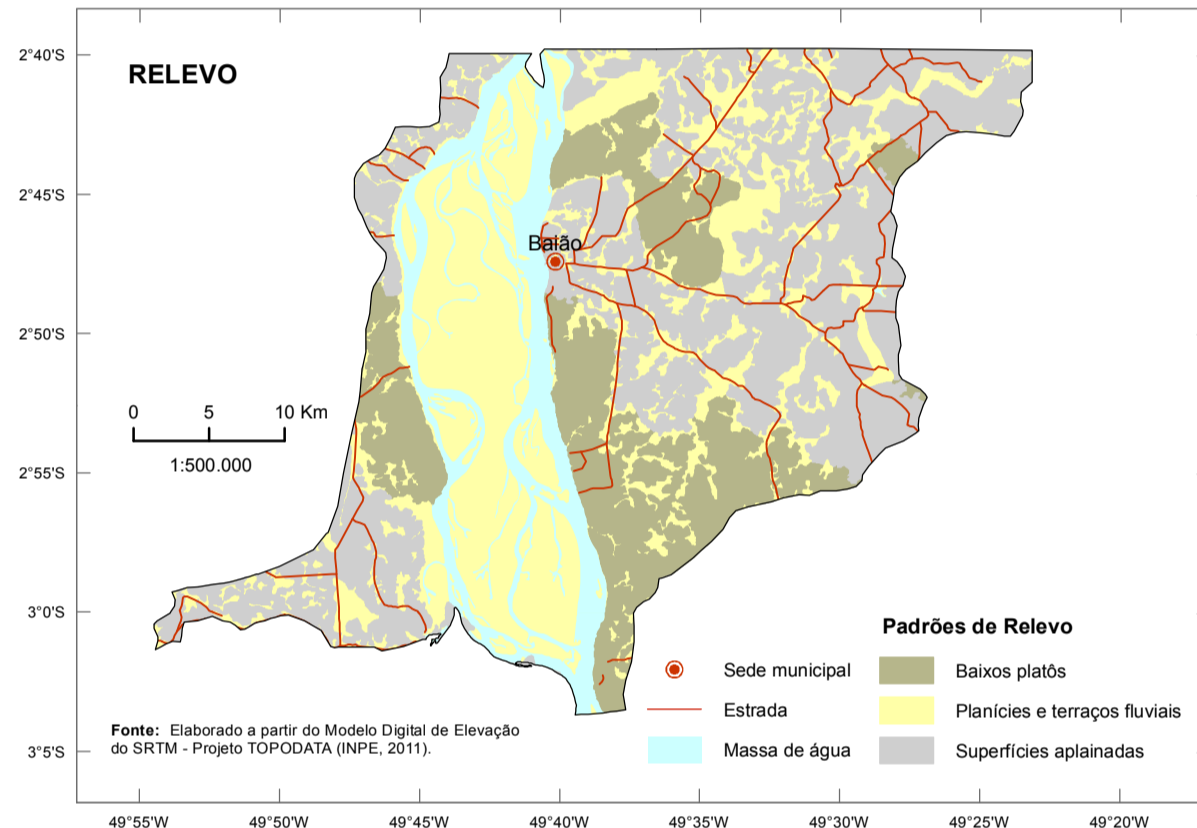 RELEVO
2°40'S
2°45'S
2°50'S
2°55'S
3°0'S
3°5'S
Baião
0 5 10 Km
1:500.000
Padrões de Relevo
Sede municipal
Estrada
Massa de água
Baixos platôs
Planícies e terraços fluviais
Superfícies aplainadas
Fonte: Elaborado a partir do Modelo Digital de Elevação
do SRTM - Projeto TOPODATA (INPE, 2011).
49°55'W 49°50'W 49°45'W 49°40'W 49°35'W 49°30'W 49°25'W 49°20'W